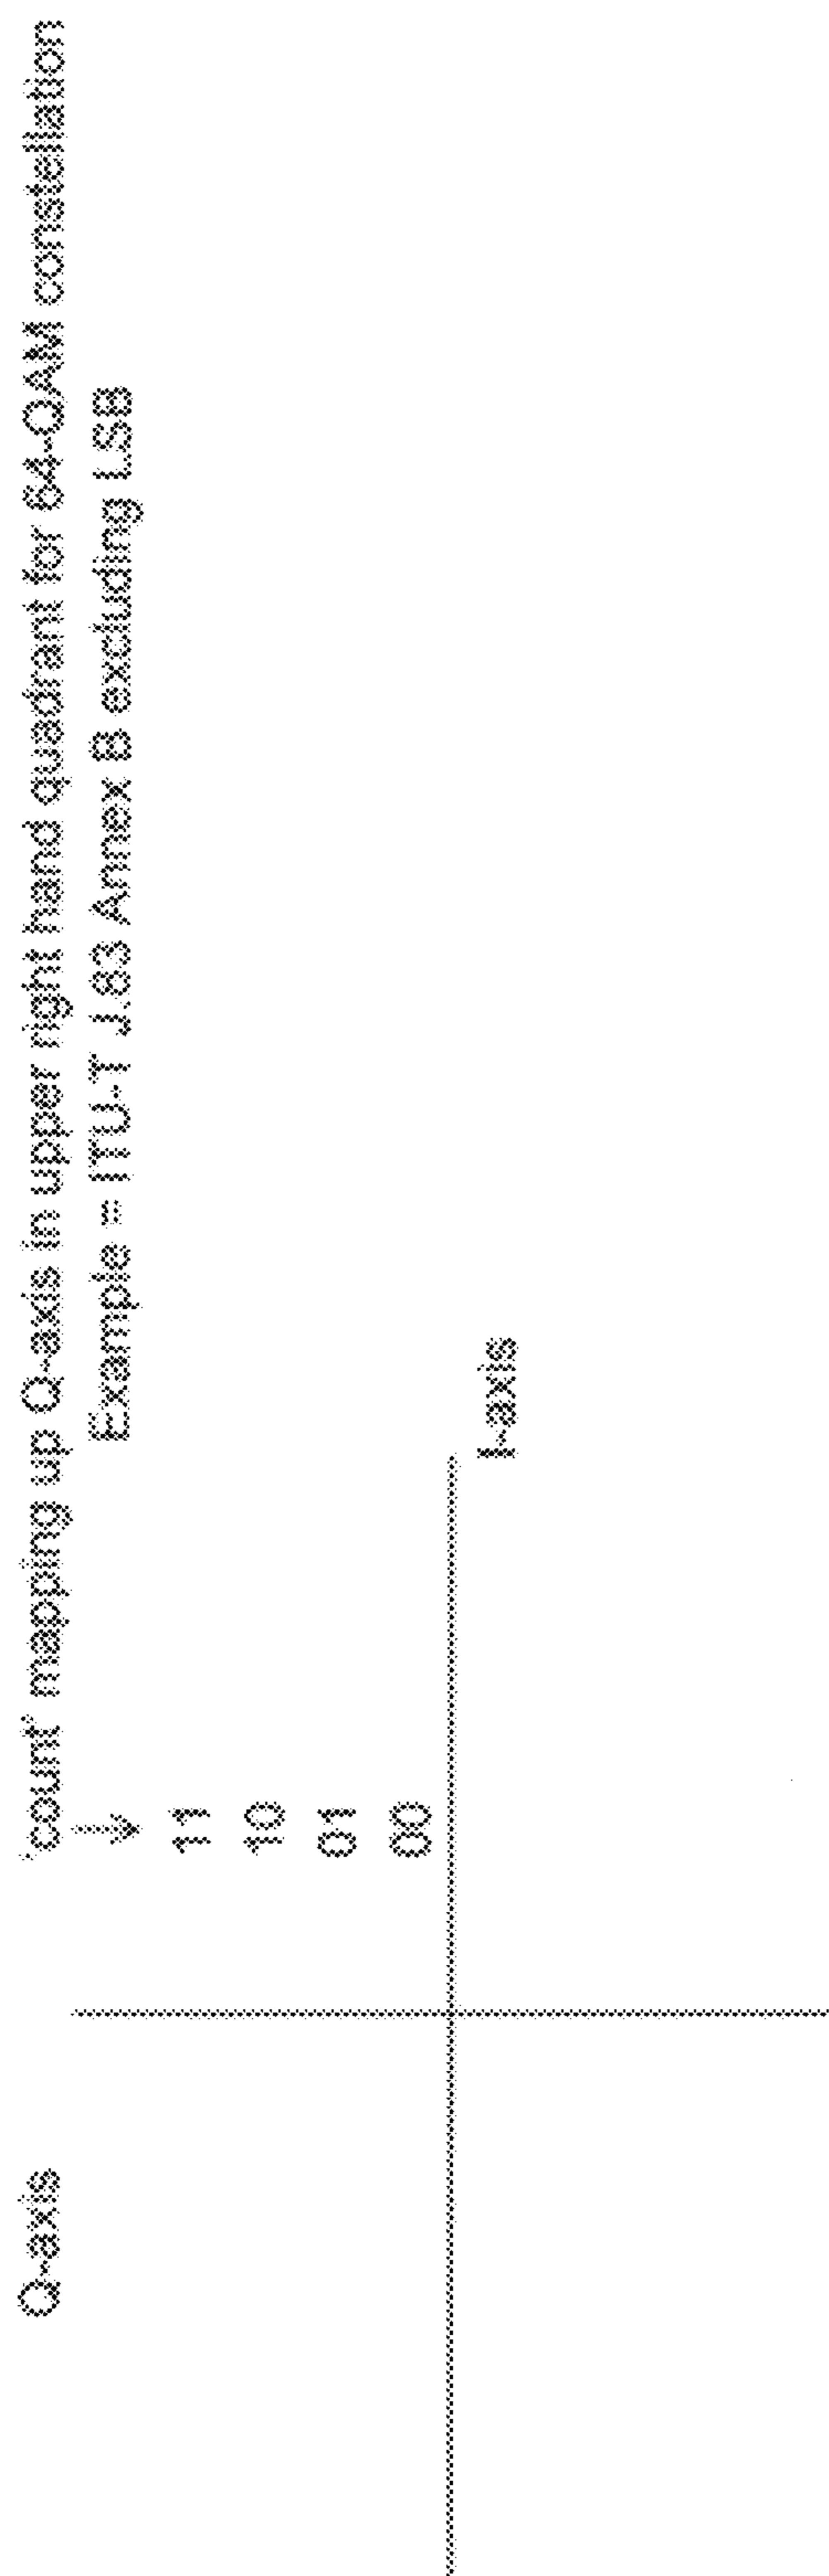 Q-axis
"count" mapping up Q-axis in upper right hand quadrant for 64-QAM constellation
Example = ITU-T J.83 Annex B excluding LSB
11
10
01
00
I-axis